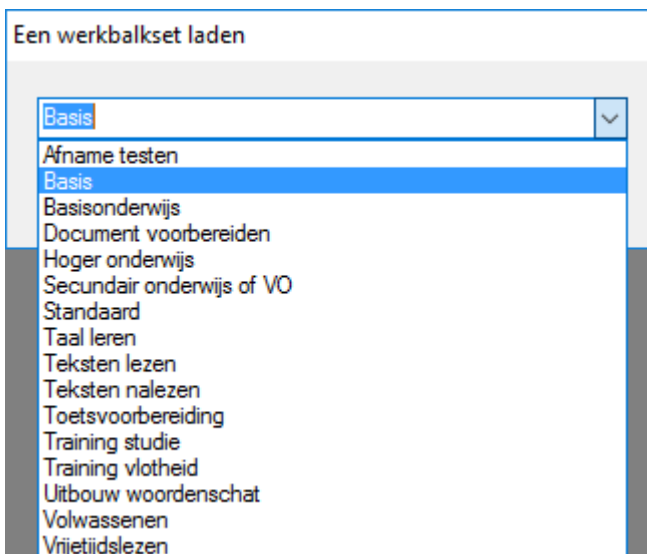 Een werkbalkset laden
Basis
Afname testen
Basis
Basisonderwijs
Document voorbereiden
Hoger onderwijs
Secundair onderwijs of VO
Standaard
Taal leren
Teksten lezen
Teksten nalezen
Toetsvoorbereiding
Training studie
Training vlotheid
Uitbouw woordenschat
Volwassenen
Vrijetijdslezen